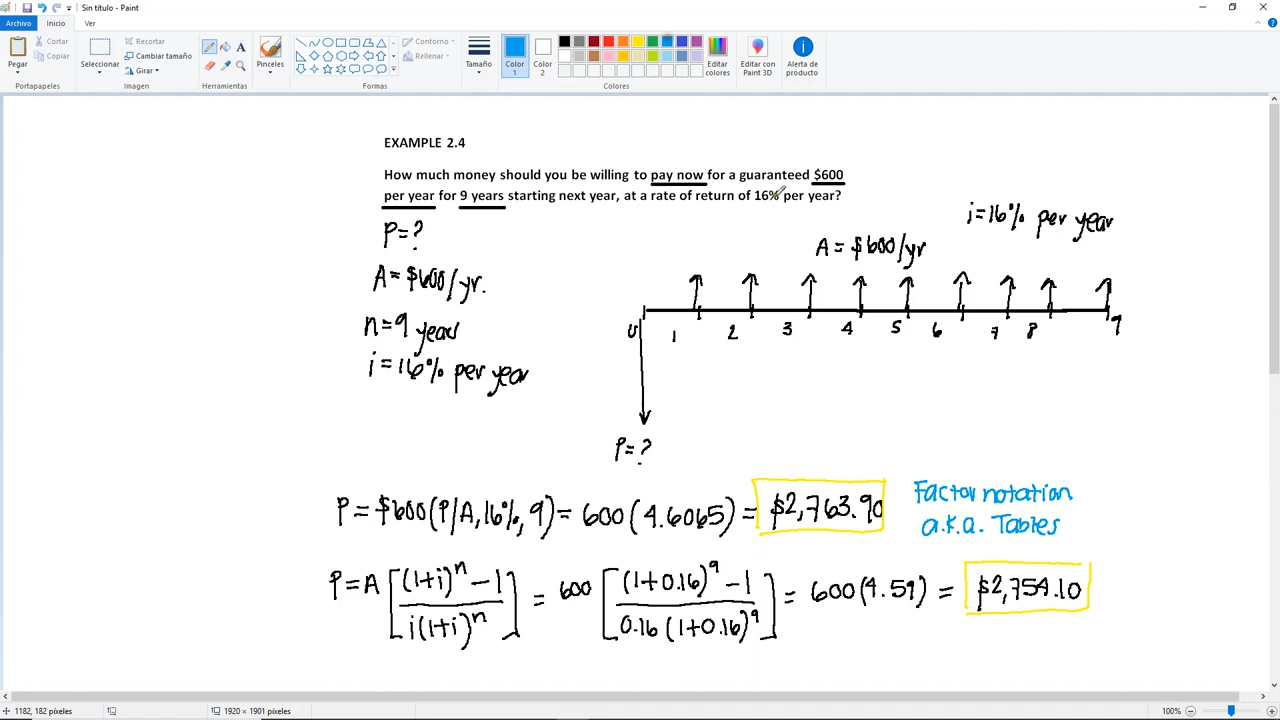 Sin título - Paint
Archivo Inicio Ver
Pegar
Cortar
Copiar
Portapapeles
Seleccionar
Recortar
Cambiar tamaño
Girar
Imagen
Herramientas
Pinceles
Contorno
Rellenar
Formas
Tamaño
Color 1
Color 2
Editar colores
Colores
Editar con Paint 3D
Alerta de producto
EXAMPLE 2.4
How much money should you be willing to pay now for a guaranteed $600
per year for 9 years starting next year, at a rate of return of 16% per year?
P=?
A=$600/yr.
n=9 years
i=16% per year
i=16% per year
A=$600/yr
0 1 2 3 4 5 6 7 8 9
P=?
P=$600(P/A,16%,9)=600(4.6065)=$2,763.90
Factor notation
a.k.a. Tables
P=A[(1+i)^n-1/i(1+i)^n]=600[(1+0.16)^9-1/0.16(1+0.16)^9]=600(4.59)=$2,754.10
1182, 182 píxeles
1920 × 1901 píxeles
100%